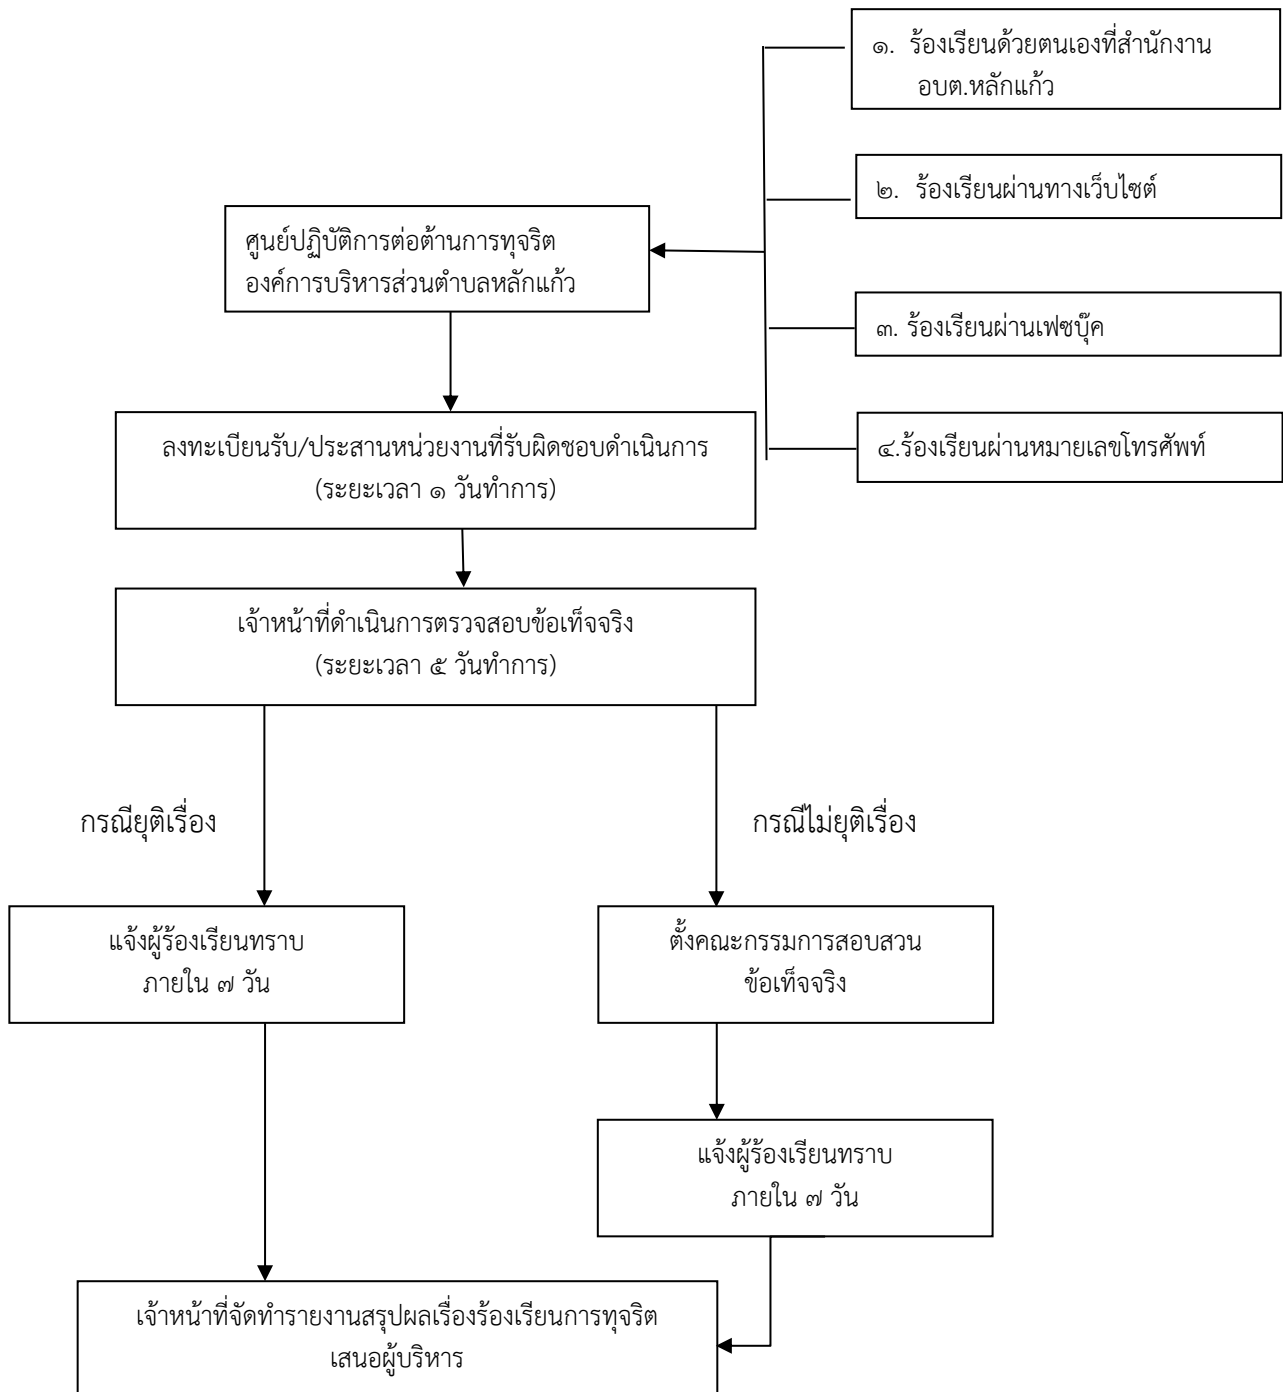 ๑. ร้องเรียนด้วยตนเองที่สำนักงาน
อบต.หลักแก้ว
๒. ร้องเรียนผ่านทางเว็บไซต์
ศูนย์ปฏิบัติการต่อต้านการทุจริต
องค์การบริหารส่วนตำบลหลักแก้ว
๓. ร้องเรียนผ่านเฟซบุ๊ค
๔.ร้องเรียนผ่านหมายเลขโทรศัพท์
ลงทะเบียนรับ/ประสานหน่วยงานที่รับผิดชอบดำเนินการ
(ระยะเวลา ๑ วันทำการ)
เจ้าหน้าที่ดำเนินการตรวจสอบข้อเท็จจริง
(ระยะเวลา ๕ วันทำการ)
กรณียุติเรื่อง
กรณีไม่ยุติเรื่อง
แจ้งผู้ร้องเรียนทราบ
ภายใน ๗ วัน
ตั้งคณะกรรมการสอบสวน
ข้อเท็จจริง
แจ้งผู้ร้องเรียนทราบ
ภายใน ๗ วัน
เจ้าหน้าที่จัดทำรายงานสรุปผลเรื่องร้องเรียนการทุจริต
เสนอผู้บริหาร